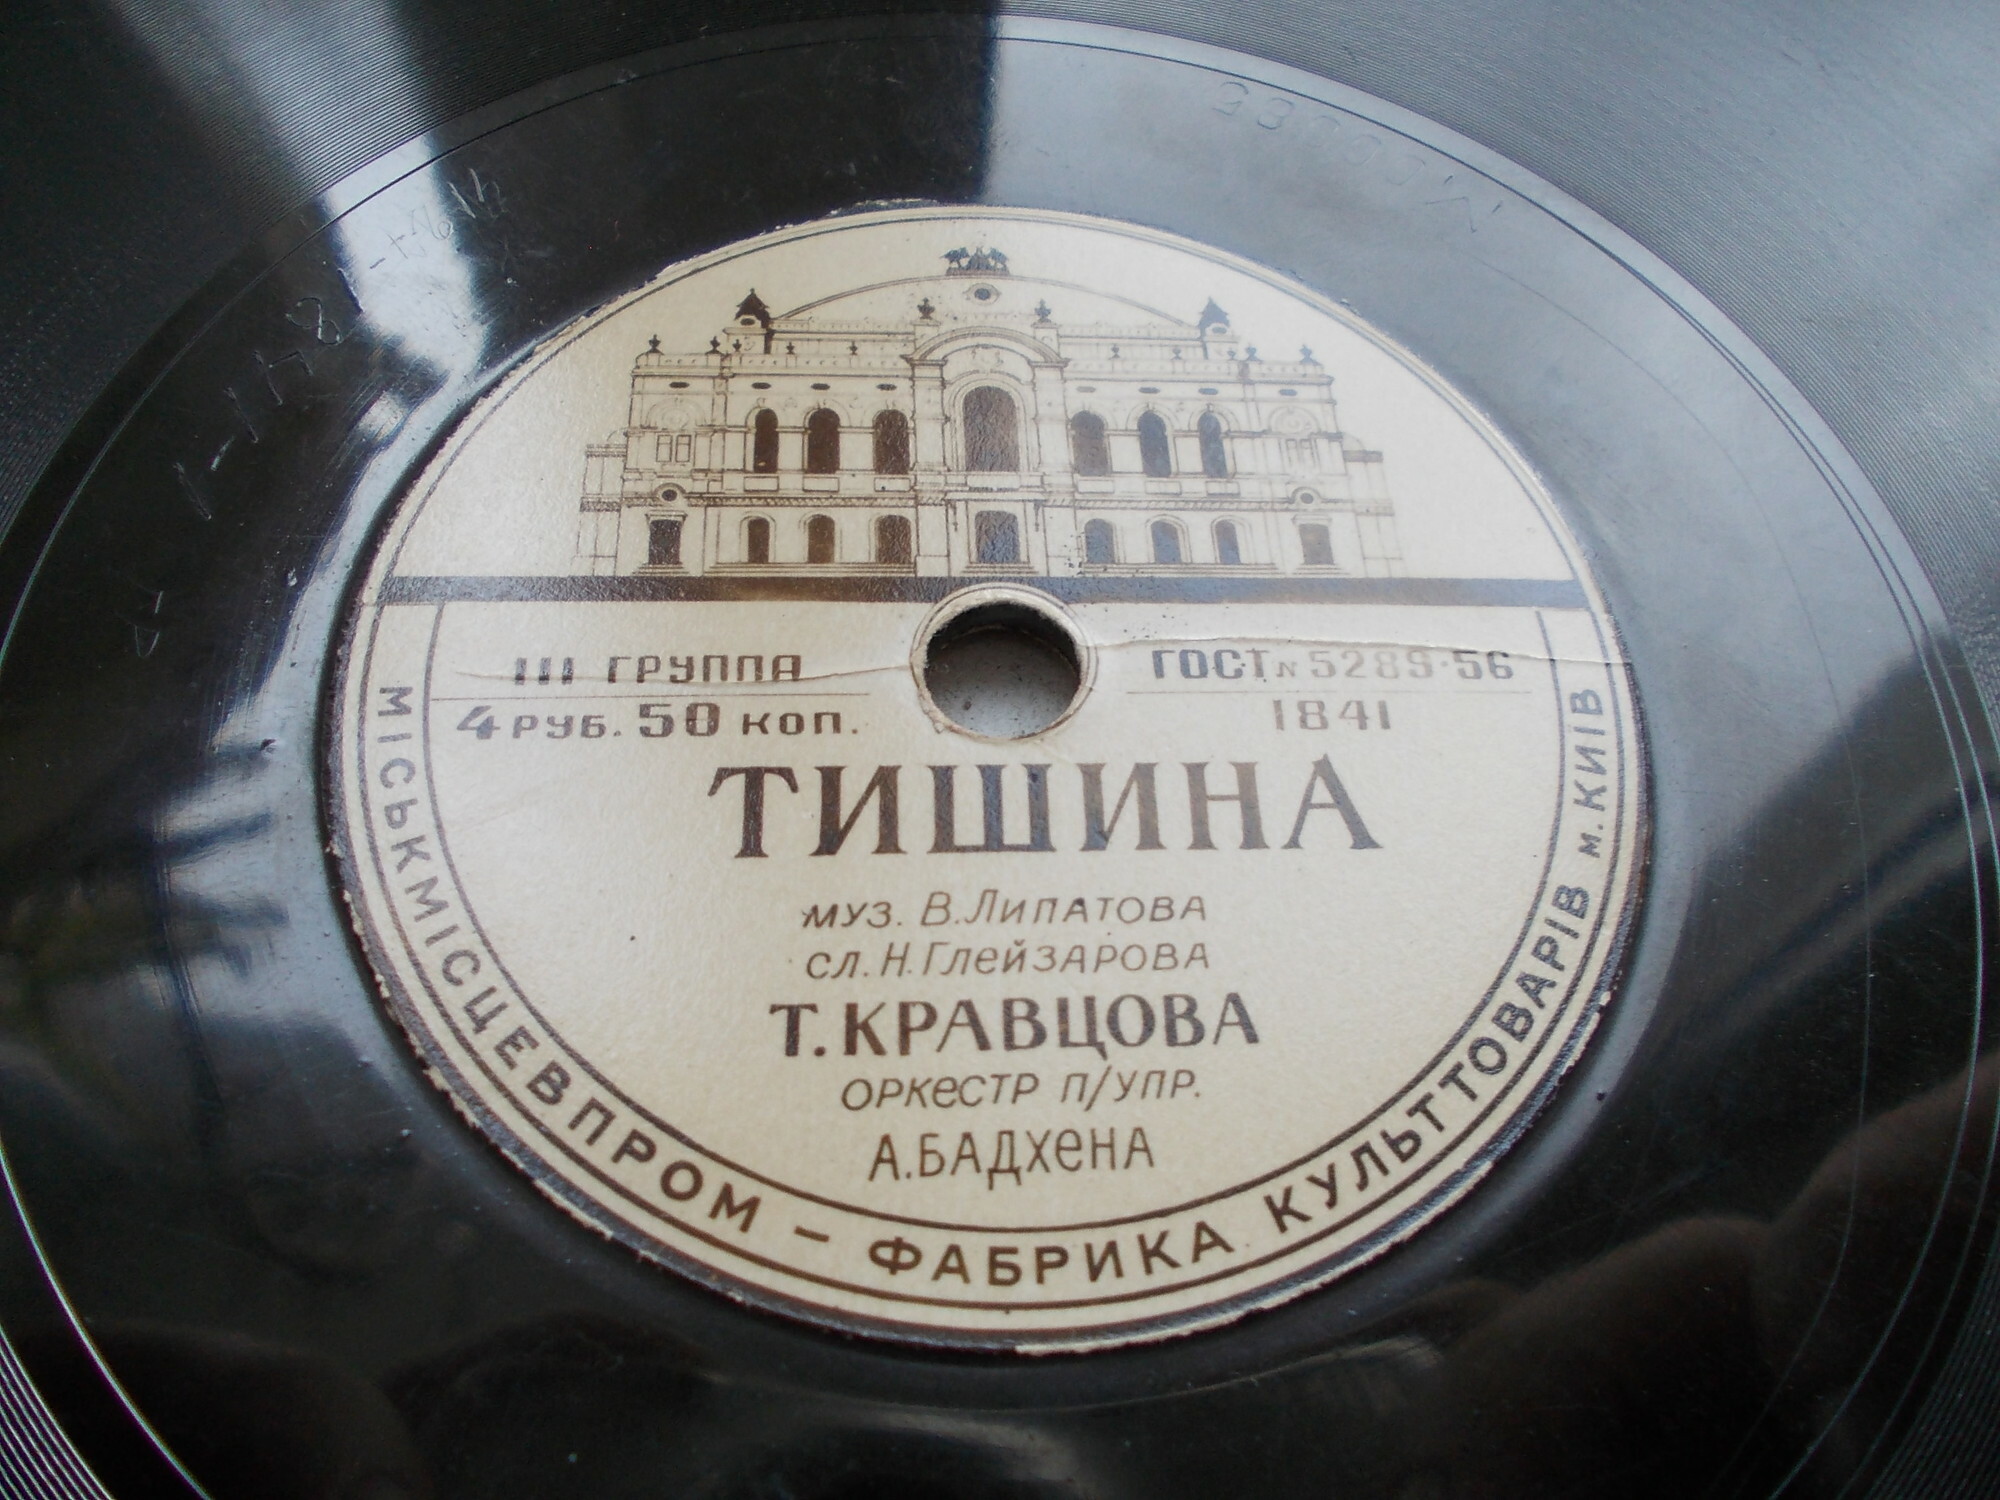 III ГРУППА
4 РУБ. 50 КОП.
ГОСТ N 5289·56
1841
ТИШИНА
МУЗ. В.ЛИПАТОВА
СЛ. Н.ГЛЕЙЗАРОВА
Т.КРАВЦОВА
ОРКЕСТР П/УПР.
А.БАДХЕНА
МІСЬКМІСЦЕВПРОМ – ФАБРИКА КУЛЬТТОВАРІВ М. КИЇВ